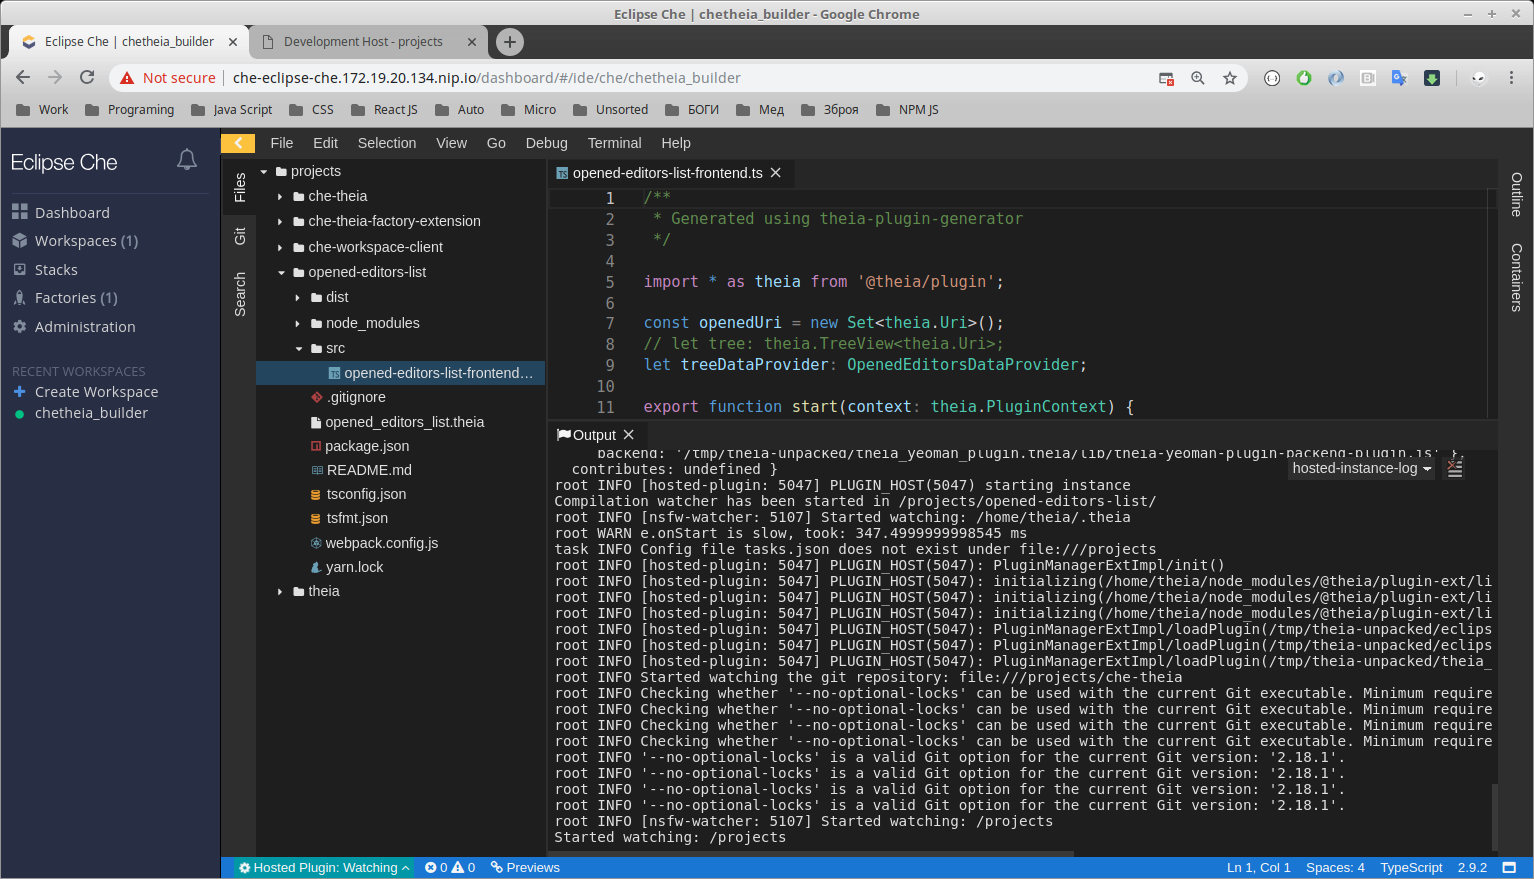 Eclipse Che | chetheia_builder - Google Chrome
Eclipse Che | chetheia_builder
Development Host - projects
Not secure | che-eclipse-che.172.19.20.134.nip.io/dashboard/#/ide/che/chetheia_builder
Work Programing Java Script CSS React JS Auto Micro Unsorted БОГИ Мед Зброя NPM JS
Eclipse Che
Dashboard
Workspaces (1)
Stacks
Factories (1)
Administration
RECENT WORKSPACES
Create Workspace
chetheia_builder
File Edit Selection View Go Debug Terminal Help
Files
Git
Search
projects
che-theia
che-theia-factory-extension
che-workspace-client
opened-editors-list
dist
node_modules
src
opened-editors-list-frontend...
.gitignore
opened_editors_list.theia
package.json
README.md
tsconfig.json
tsfmt.json
webpack.config.js
yarn.lock
theia
opened-editors-list-frontend.ts
1 /**
2 * Generated using theia-plugin-generator
3 */
4
5 import * as theia from '@theia/plugin';
6
7 const openedUri = new Set<theia.Uri>();
8 // let tree: theia.TreeView<theia.Uri>;
9 let treeDataProvider: OpenedEditorsDataProvider;
10
11 export function start(context: theia.PluginContext) {
Outline
Containers
Output
hosted-instance-log
backend: '/tmp/theia-unpacked/theia_yeoman_plugin.theia/lib/theia-yeoman-plugin-backend-plugin.js' },
contributes: undefined }
root INFO [hosted-plugin: 5047] PLUGIN_HOST(5047) starting instance
Compilation watcher has been started in /projects/opened-editors-list/
root INFO [nsfw-watcher: 5107] Started watching: /home/theia/.theia
root WARN e.onStart is slow, took: 347.4999999998545 ms
task INFO Config file tasks.json does not exist under file:///projects
root INFO [hosted-plugin: 5047] PLUGIN_HOST(5047): PluginManagerExtImpl/init()
root INFO [hosted-plugin: 5047] PLUGIN_HOST(5047): initializing(/home/theia/node_modules/@theia/plugin-ext/li
root INFO [hosted-plugin: 5047] PLUGIN_HOST(5047): initializing(/home/theia/node_modules/@theia/plugin-ext/li
root INFO [hosted-plugin: 5047] PLUGIN_HOST(5047): initializing(/home/theia/node_modules/@theia/plugin-ext/li
root INFO [hosted-plugin: 5047] PLUGIN_HOST(5047): PluginManagerExtImpl/loadPlugin(/tmp/theia-unpacked/eclips
root INFO [hosted-plugin: 5047] PLUGIN_HOST(5047): PluginManagerExtImpl/loadPlugin(/tmp/theia-unpacked/eclips
root INFO [hosted-plugin: 5047] PLUGIN_HOST(5047): PluginManagerExtImpl/loadPlugin(/tmp/theia-unpacked/theia_
root INFO Started watching the git repository: file:///projects/che-theia
root INFO Checking whether '--no-optional-locks' can be used with the current Git executable. Minimum require
root INFO Checking whether '--no-optional-locks' can be used with the current Git executable. Minimum require
root INFO Checking whether '--no-optional-locks' can be used with the current Git executable. Minimum require
root INFO Checking whether '--no-optional-locks' can be used with the current Git executable. Minimum require
root INFO '--no-optional-locks' is a valid Git option for the current Git version: '2.18.1'.
root INFO '--no-optional-locks' is a valid Git option for the current Git version: '2.18.1'.
root INFO '--no-optional-locks' is a valid Git option for the current Git version: '2.18.1'.
root INFO '--no-optional-locks' is a valid Git option for the current Git version: '2.18.1'.
root INFO [nsfw-watcher: 5107] Started watching: /projects
Started watching: /projects
Hosted Plugin: Watching 0 0 Previews Ln 1, Col 1 Spaces: 4 TypeScript 2.9.2